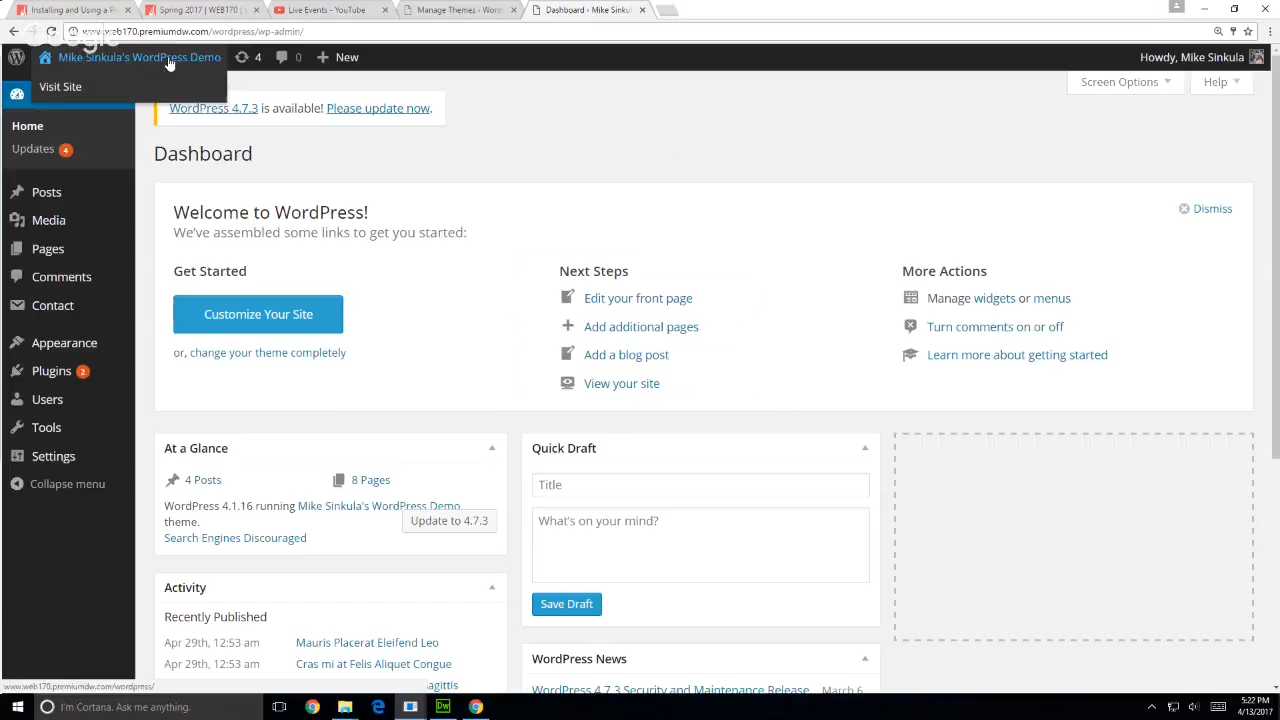 Installing and Using a P
Spring 2017 | WEB170 | s
Live Events - YouTube
Manage Themes ‹ WordPre
Dashboard ‹ Mike Sinkul
www.web170.premiumdw.com/wordpress/wp-admin/
Google
Mike Sinkula's WordPress Demo
4
0
New
Howdy, Mike Sinkula
Visit Site
Screen Options
Help
WordPress 4.7.3 is available! Please update now.
Home
Updates 4
Dashboard
Posts
Media
Pages
Comments
Contact
Appearance
Plugins 2
Users
Tools
Settings
Collapse menu
Welcome to WordPress!
We've assembled some links to get you started:
Dismiss
Get Started
Customize Your Site
or, change your theme completely
Next Steps
Edit your front page
Add additional pages
Add a blog post
View your site
More Actions
Manage widgets or menus
Turn comments on or off
Learn more about getting started
At a Glance
4 Posts
8 Pages
WordPress 4.1.16 running Mike Sinkula's WordPress Demo
theme.
Update to 4.7.3
Search Engines Discouraged
Activity
Recently Published
Apr 29th, 12:53 am Mauris Placerat Eleifend Leo
Apr 29th, 12:53 am Cras mi at Felis Aliquet Congue
Quick Draft
Title
What's on your mind?
Save Draft
WordPress News
WordPress 4.7.3 Security and Maintenance Release March 6
www.web170.premiumdw.com/wordpress/
I'm Cortana. Ask me anything.
Dw
5:22 PM
4/13/2017